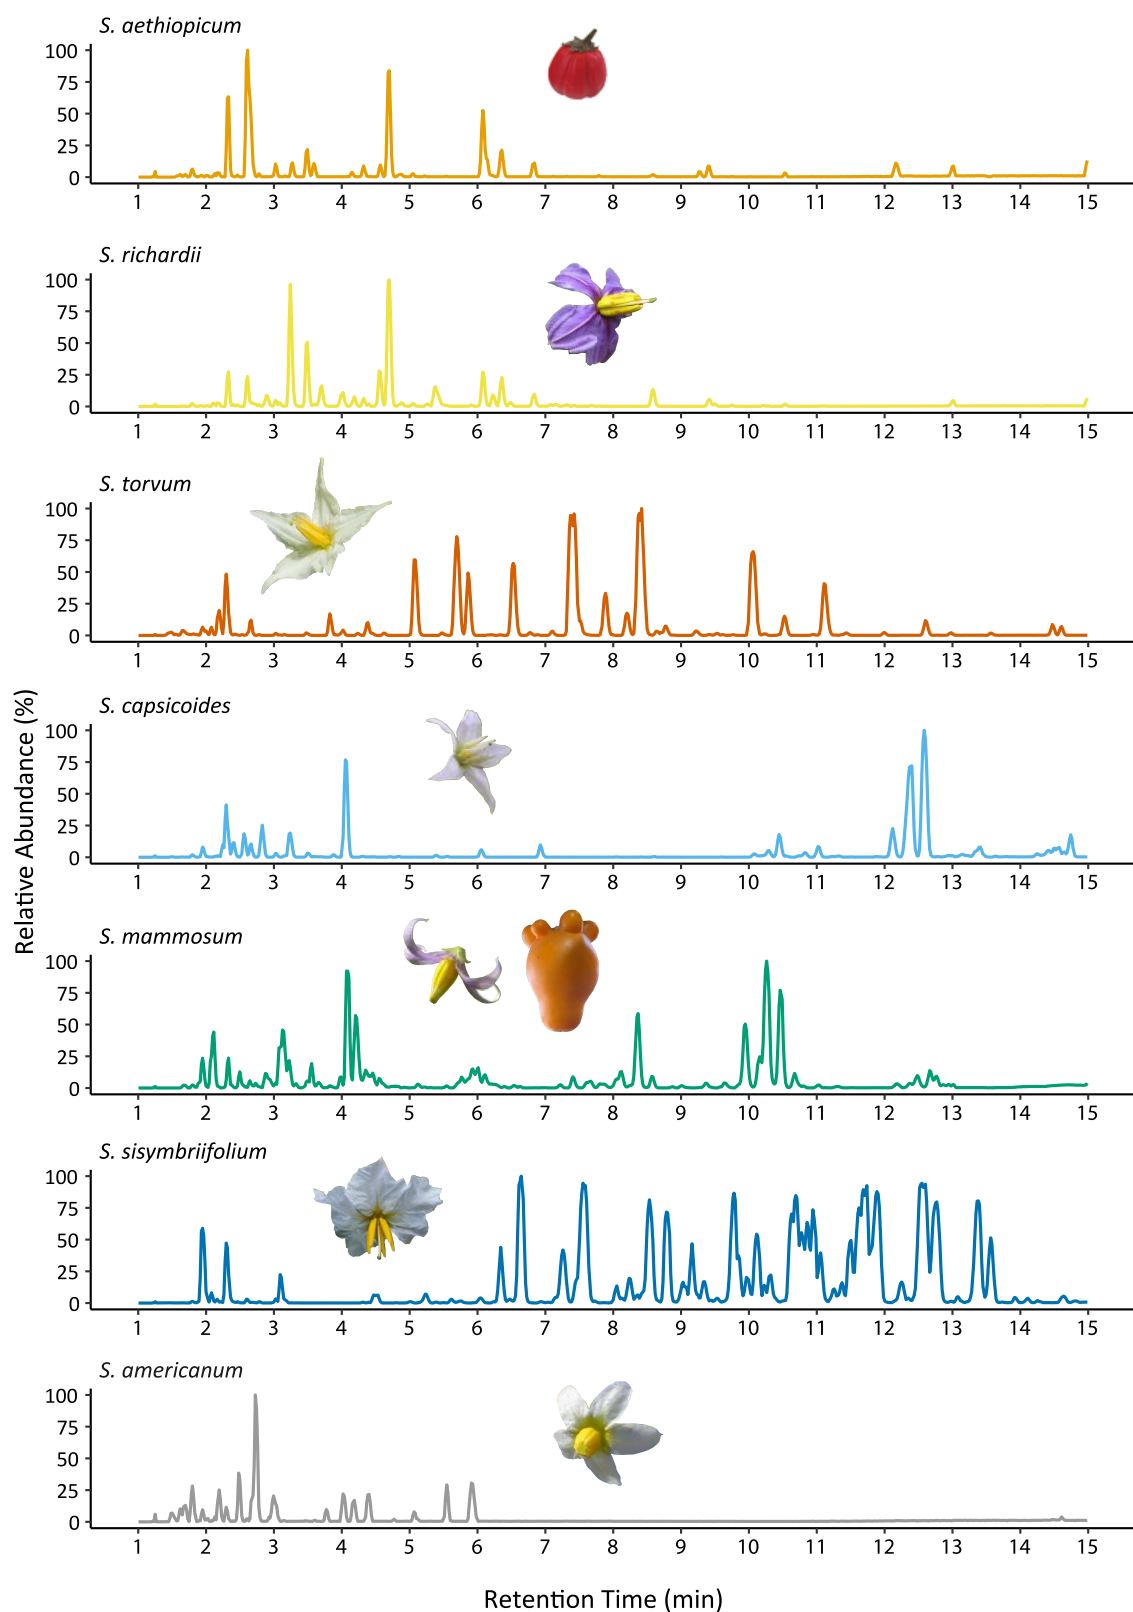 S. aethiopicum
100
75
50
25
0
1 2 3 4 5 6 7 8 9 10 11 12 13 14 15
S. richardii
100
75
50
25
0
1 2 3 4 5 6 7 8 9 10 11 12 13 14 15
S. torvum
100
75
50
25
0
1 2 3 4 5 6 7 8 9 10 11 12 13 14 15
Relative Abundance (%)
S. capsicoides
100
75
50
25
0
1 2 3 4 5 6 7 8 9 10 11 12 13 14 15
S. mammosum
100
75
50
25
0
1 2 3 4 5 6 7 8 9 10 11 12 13 14 15
S. sisymbriifolium
100
75
50
25
0
1 2 3 4 5 6 7 8 9 10 11 12 13 14 15
S. americanum
100
75
50
25
0
1 2 3 4 5 6 7 8 9 10 11 12 13 14 15
Retention Time (min)